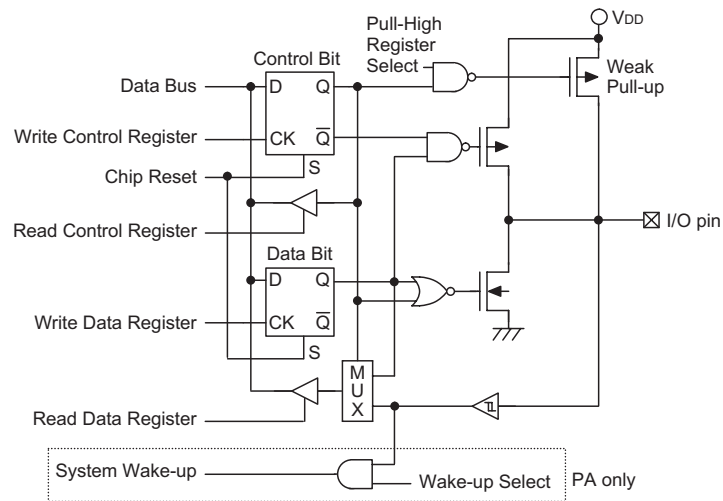 VDD
Pull-High
Register
Select
Control Bit
Weak
Pull-up
Data Bus
D
Q
Write Control Register
CK
Q
S
Chip Reset
I/O pin
Read Control Register
Data Bit
D
Q
Write Data Register
CK
Q
S
M
U
X
Read Data Register
System Wake-up
Wake-up Select
PA only